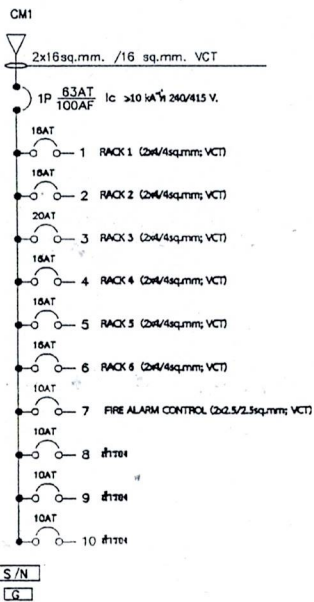 CM1
2x16sq.mm. /16 sq.mm. VCT
1P 63AT/100AF Ic >10 kA ที่ 240/415 V.
16AT
1 RACK 1 (2x4/4sq.mm; VCT)
16AT
2 RACK 2 (2x4/4sq.mm; VCT)
20AT
3 RACK 3 (2x4/4sq.mm; VCT)
16AT
4 RACK 4 (2x4/4sq.mm; VCT)
16AT
5 RACK 5 (2x4/4sq.mm; VCT)
16AT
6 RACK 6 (2x4/4sq.mm; VCT)
10AT
7 FIRE ALARM CONTROL (2x2.5/2.5sq.mm; VCT)
10AT
8 สำรอง
10AT
9 สำรอง
10AT
10 สำรอง
S/N
G